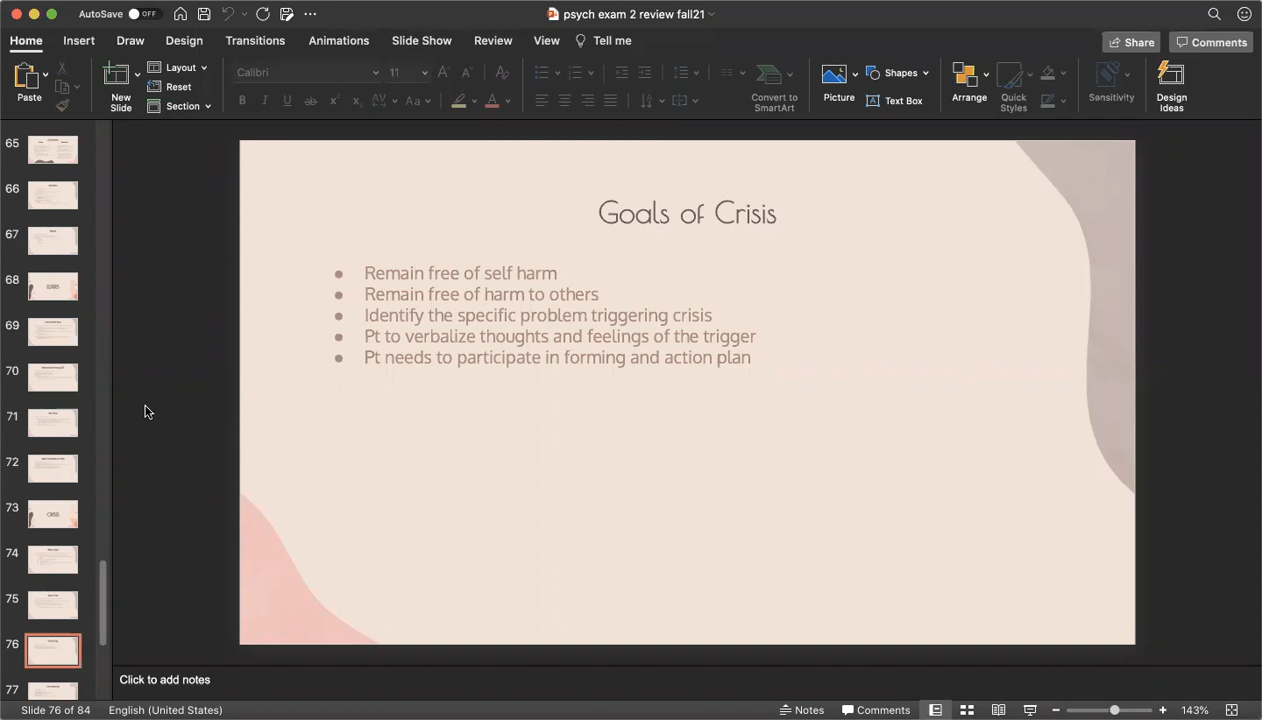 AutoSave OFF
psych exam 2 review fall21
Home Insert Draw Design Transitions Animations Slide Show Review View Tell me
Share Comments
Paste
New Slide
Layout
Reset
Section
Calibri 11
Convert to SmartArt
Picture
Shapes
Text Box
Arrange
Quick Styles
Sensitivity
Design Ideas
65
66
67
68
69
70
71
72
73
CRISIS
74
75
76
77
Goals of Crisis
● Remain free of self harm
● Remain free of harm to others
● Identify the specific problem triggering crisis
● Pt to verbalize thoughts and feelings of the trigger
● Pt needs to participate in forming and action plan
Click to add notes
Slide 76 of 84 English (United States) Notes Comments 143%